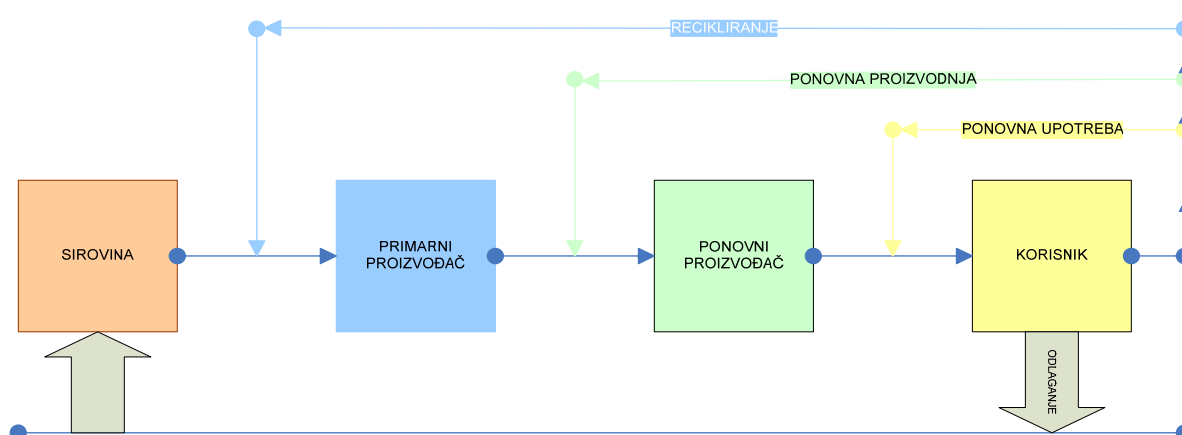 RECIKLIRANJE
PONOVNA PROIZVODNJA
PONOVNA UPOTREBA
SIROVINA
PRIMARNI
PROIZVOĐAČ
PONOVNI
PROIZVOĐAČ
KORISNIK
ODLAGANJE